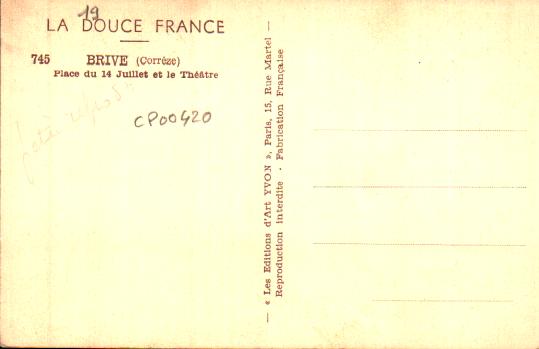 19
LA DOUCE FRANCE
745 BRIVE (Corrèze)
Place du 14 Juillet et le Théâtre
CP00420
— « Les Editions d'Art YVON », Paris, 15, Rue Martel —
Reproduction interdite · Fabrication Française